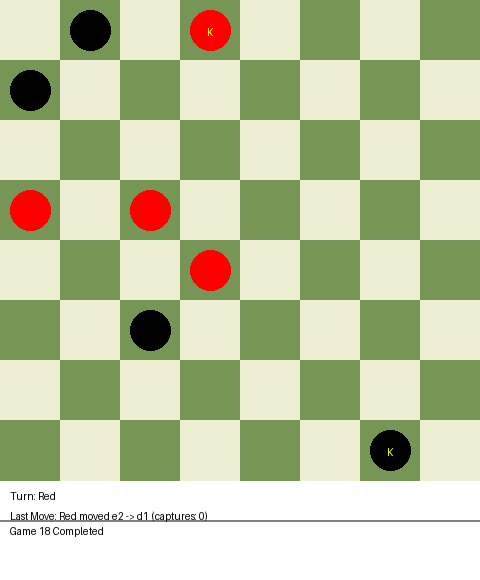 K
K
Turn: Red
Last Move: Red moved e2 -> d1 (captures: 0)
Game 18 Completed